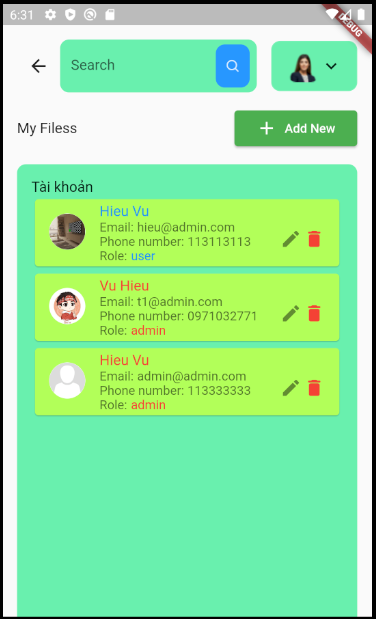 6:31
DEBUG
Search
My Filess
Add New
Tài khoản
Hieu Vu
Email: hieu@admin.com
Phone number: 113113113
Role: user
Vu Hieu
Email: t1@admin.com
Phone number: 0971032771
Role: admin
Hieu Vu
Email: admin@admin.com
Phone number: 113333333
Role: admin